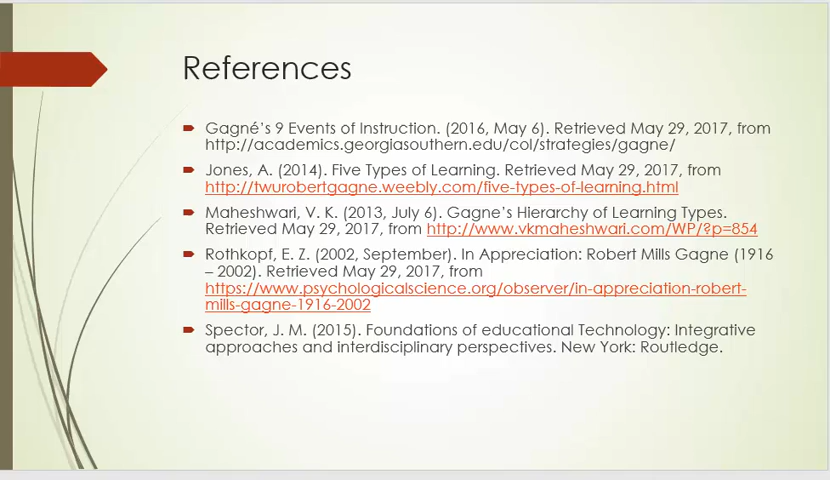 References
Gagné's 9 Events of Instruction. (2016, May 6). Retrieved May 29, 2017, from
http://academics.georgiasouthern.edu/col/strategies/gagne/
Jones, A. (2014). Five Types of Learning. Retrieved May 29, 2017, from
http://twurobertgagne.weebly.com/five-types-of-learning.html
Maheshwari, V. K. (2013, July 6). Gagne's Hierarchy of Learning Types.
Retrieved May 29, 2017, from http://www.vkmaheshwari.com/WP/?p=854
Rothkopf, E. Z. (2002, September). In Appreciation: Robert Mills Gagne (1916
– 2002). Retrieved May 29, 2017, from
https://www.psychologicalscience.org/observer/in-appreciation-robert-
mills-gagne-1916-2002
Spector, J. M. (2015). Foundations of educational Technology: Integrative
approaches and interdisciplinary perspectives. New York: Routledge.